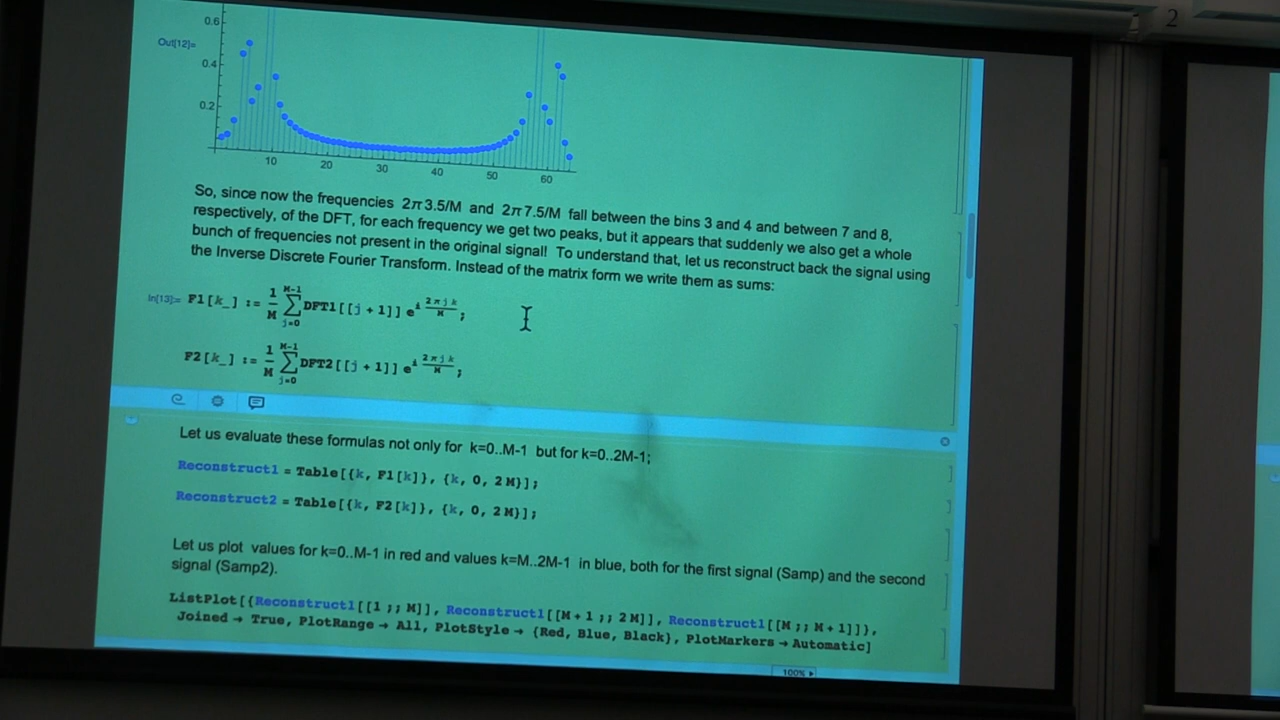 2
0.6
Out[12]=
0.4
0.2
10 20 30 40 50 60
So, since now the frequencies 2π3.5/M and 2π7.5/M fall between the bins 3 and 4 and between 7 and 8,
respectively, of the DFT, for each frequency we get two peaks, but it appears that suddenly we also get a whole
bunch of frequencies not present in the original signal! To understand that, let us reconstruct back the signal using
the Inverse Discrete Fourier Transform. Instead of the matrix form we write them as sums:
In[13]:= F1[k_] := 1/M ∑_{j=0}^{M-1} DFT1[[j + 1]] e^{i 2πjk/M};
F2[k_] := 1/M ∑_{j=0}^{M-1} DFT2[[j + 1]] e^{i 2πjk/M};
Let us evaluate these formulas not only for k=0..M-1 but for k=0..2M-1;
Reconstruct1 = Table[{k, F1[k]}, {k, 0, 2 M}];
Reconstruct2 = Table[{k, F2[k]}, {k, 0, 2 M}];
Let us plot values for k=0..M-1 in red and values k=M..2M-1 in blue, both for the first signal (Samp) and the second
signal (Samp2).
ListPlot[{Reconstruct1[[1 ;; M]], Reconstruct1[[M + 1 ;; 2 M]], Reconstruct1[[M ;; M + 1]]},
Joined → True, PlotRange → All, PlotStyle → {Red, Blue, Black}, PlotMarkers → Automatic]
100%